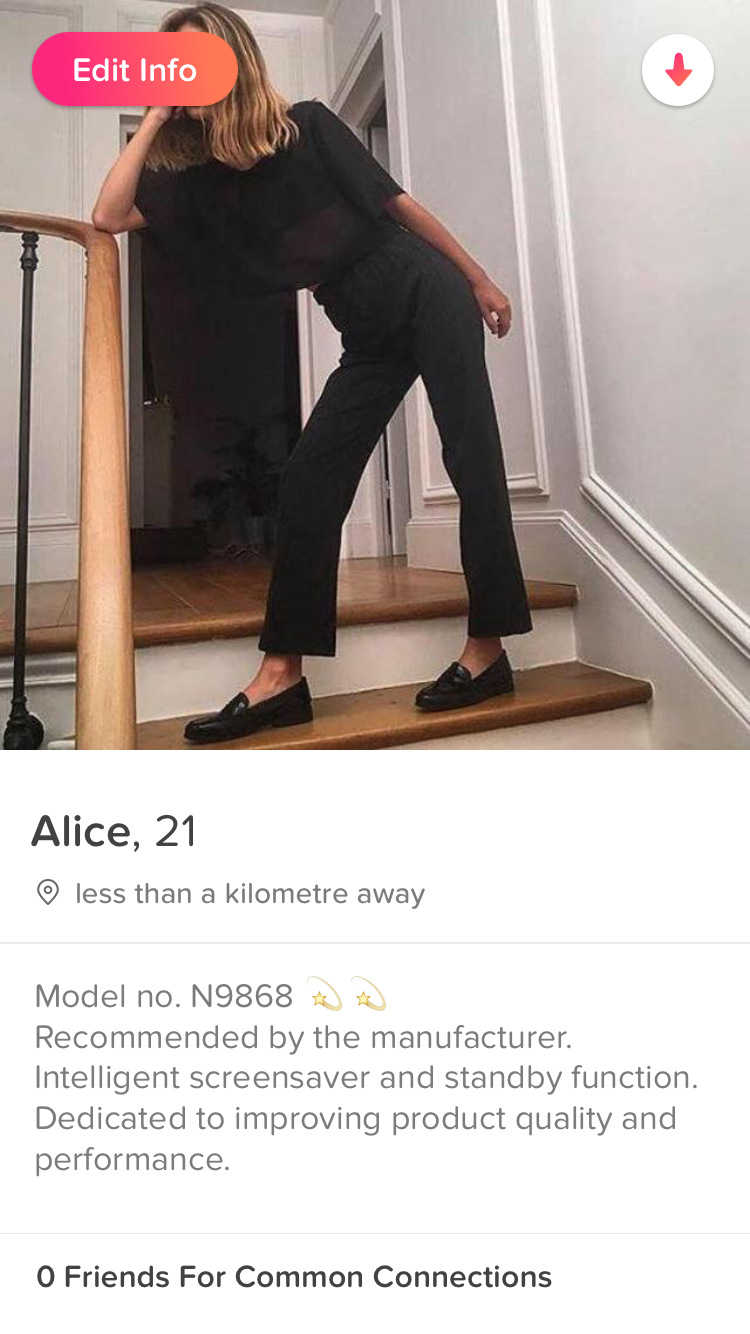 Edit Info
Alice, 21
less than a kilometre away
Model no. N9868 💫 💫
Recommended by the manufacturer.
Intelligent screensaver and standby function.
Dedicated to improving product quality and
performance.
0 Friends For Common Connections